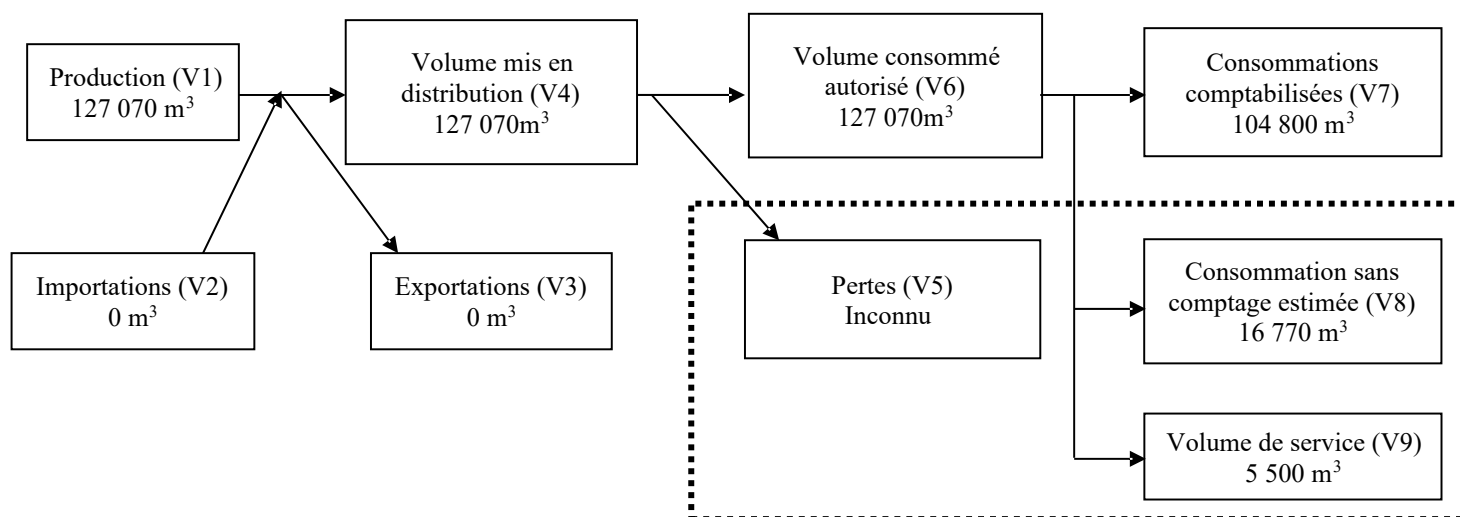 Production (V1)
127 070 m³
Volume mis en
distribution (V4)
127 070m³
Volume consommé
autorisé (V6)
127 070m³
Consommations
comptabilisées (V7)
104 800 m³
Importations (V2)
0 m³
Exportations (V3)
0 m³
Pertes (V5)
Inconnu
Consommation sans
comptage estimée (V8)
16 770 m³
Volume de service (V9)
5 500 m³